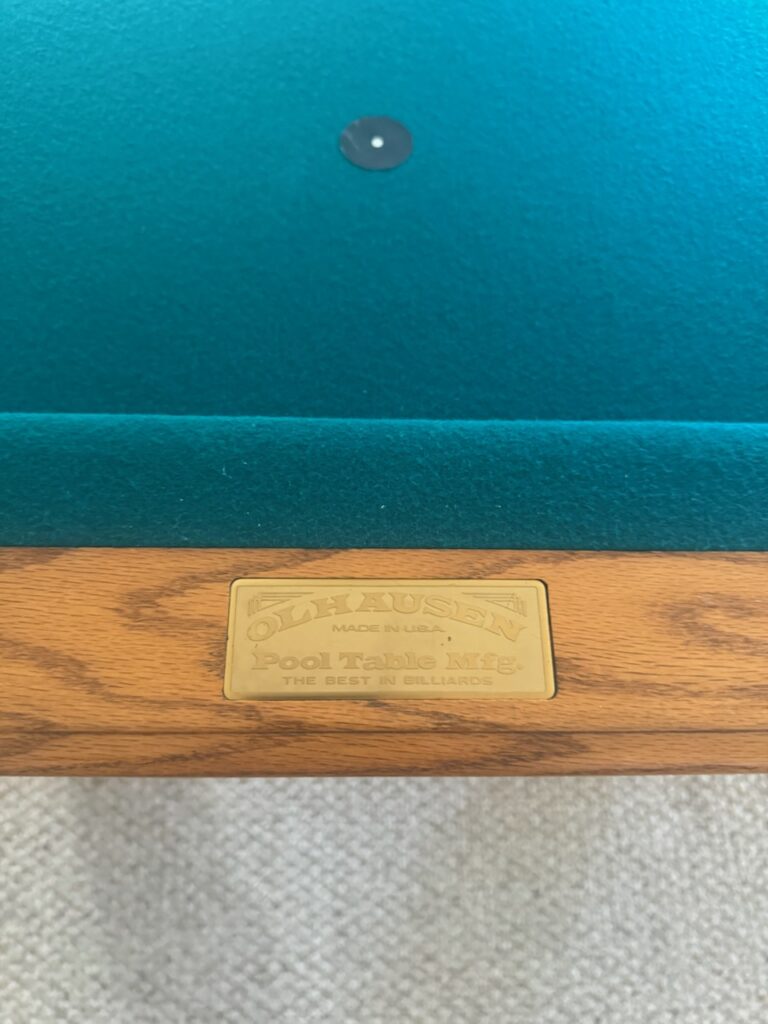 OLHAUSEN
MADE IN U.S.A.
Pool Table Mfg.
THE BEST IN BILLIARDS